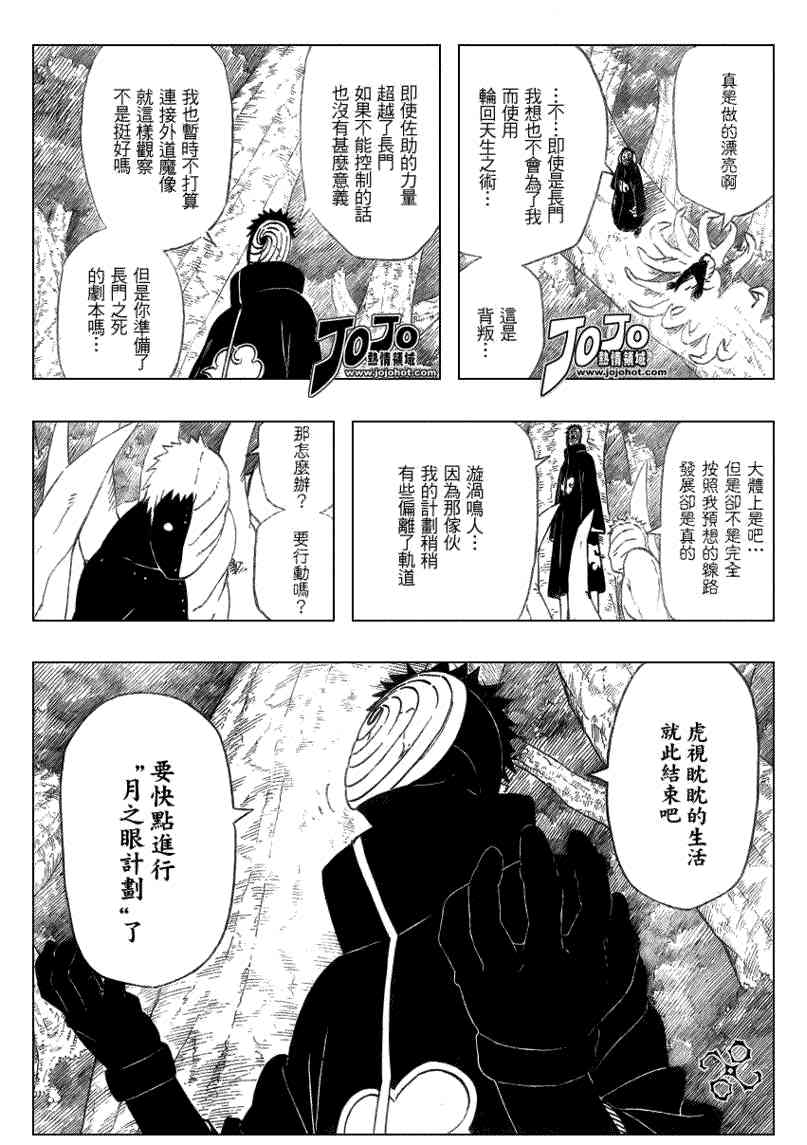 真是做的漂亮啊
…不…即使是長門
我想也不會為了我
而使用
輪回天生之術…
這是
背叛…
JOJO
熱情領域
www.jojohot.com
即使佐助的力量
超越了長門
如果不能控制的話
也沒有甚麼意義
我也暫時不打算
連接外道魔像
就這樣觀察
不是挺好嗎
但是你準備了
長門之死
的劇本嗎…
JOJO
熱情領域
www.jojohot.com
大體上是吧…
但是卻不是完全
按照我預想的線路
發展卻是真的
漩渦鳴人…
因為那傢伙
我的計劃稍稍
有些偏離了軌道
那怎麼辦？
要行動嗎？
虎視眈眈的生活
就此結束吧
要快點進行
"月之眼計劃"了